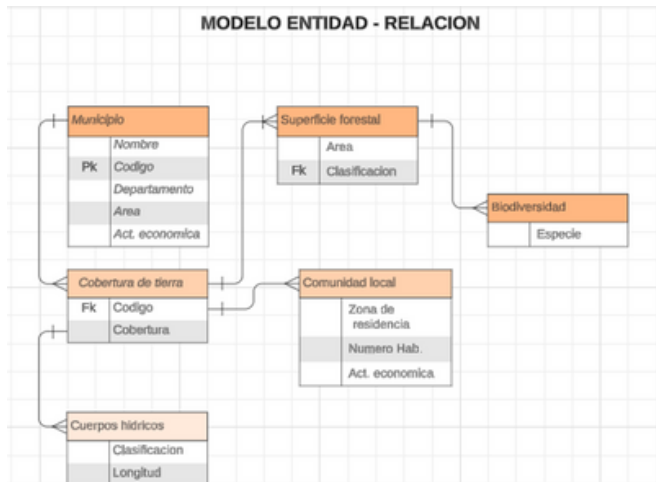 MODELO ENTIDAD - RELACION
Municipio
Nombre
Pk Codigo
Departamento
Area
Act. economica
Superficie forestal
Area
Fk Clasificacion
Biodiversidad
Especie
Cobertura de tierra
Fk Codigo
Cobertura
Comunidad local
Zona de
residencia
Numero Hab.
Act. economica
Cuerpos hidricos
Clasificacion
Longitud